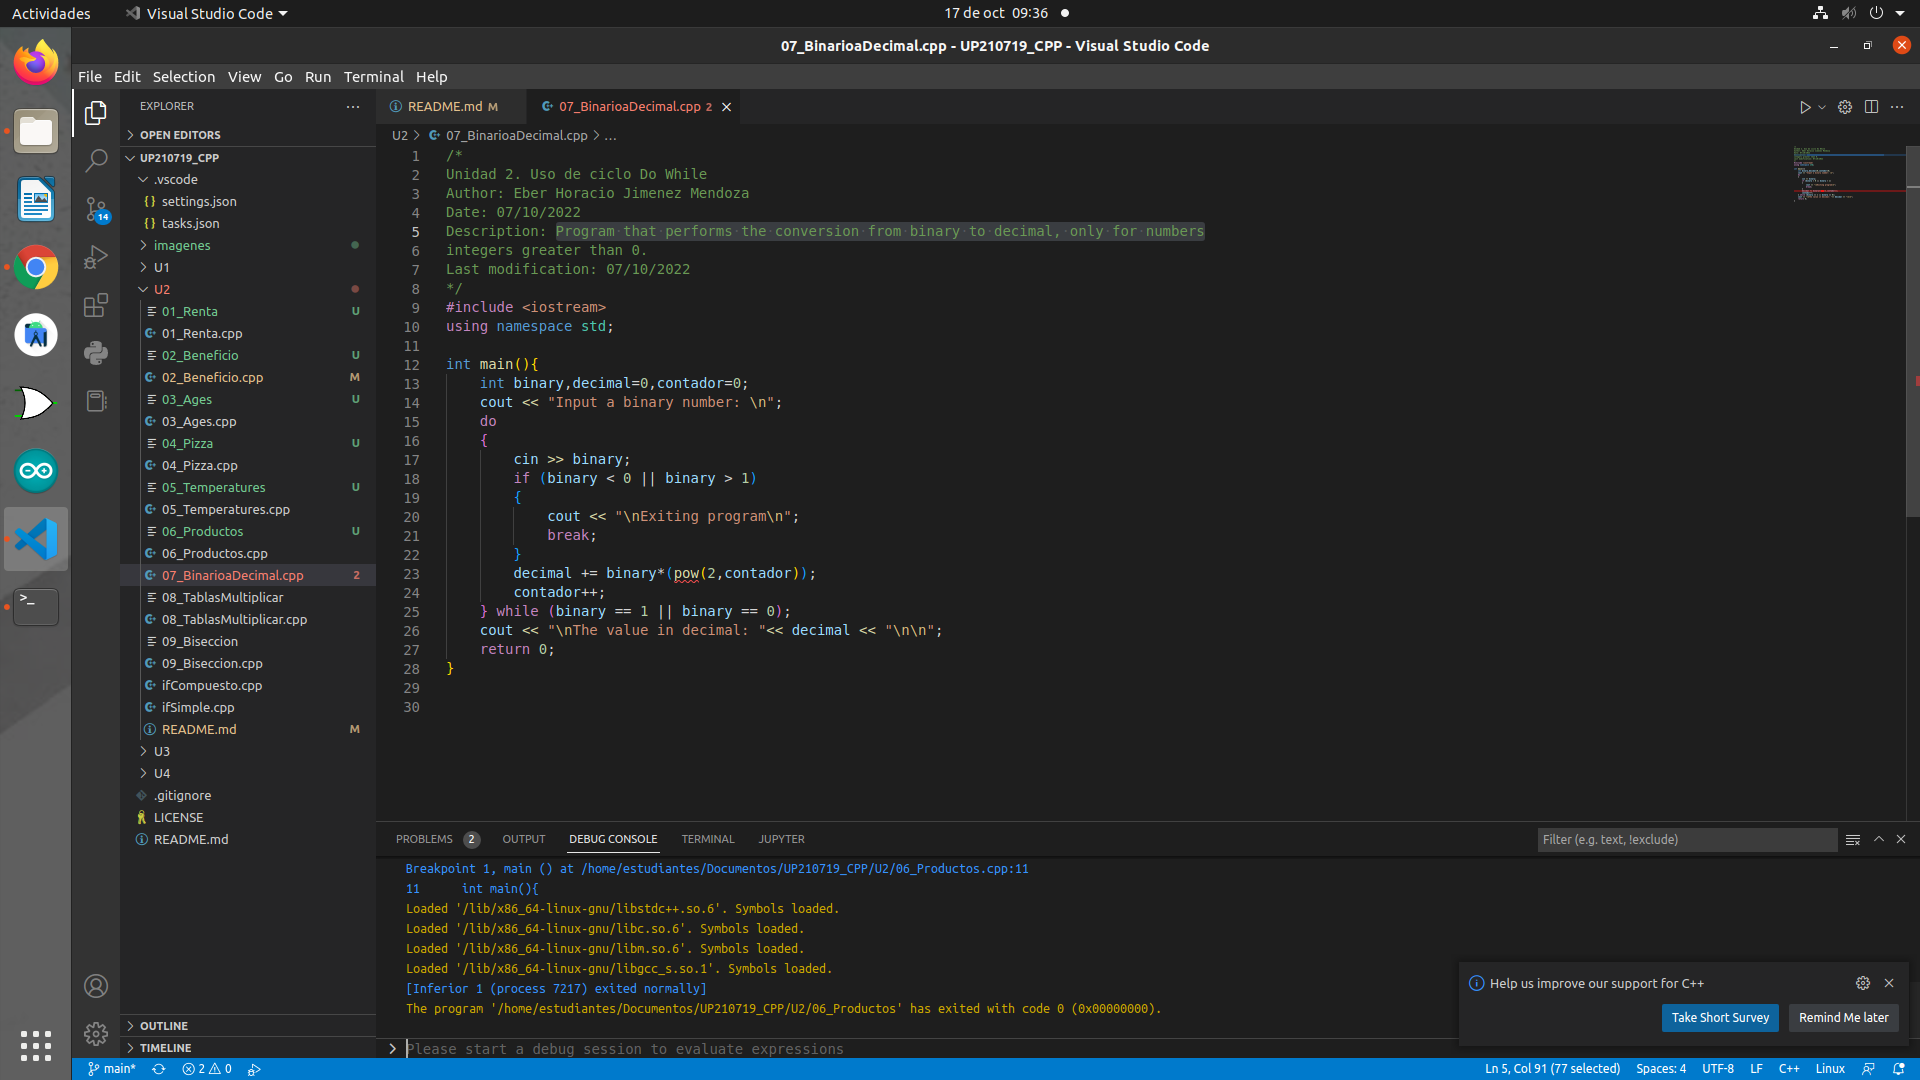 Actividades
Visual Studio Code
17 de oct 09:36
07_BinarioaDecimal.cpp - UP210719_CPP - Visual Studio Code
File Edit Selection View Go Run Terminal Help
EXPLORER
OPEN EDITORS
UP210719_CPP
.vscode
settings.json
tasks.json
imagenes
U1
U2
01_Renta U
01_Renta.cpp
02_Beneficio U
02_Beneficio.cpp M
03_Ages U
03_Ages.cpp
04_Pizza U
04_Pizza.cpp
05_Temperatures U
05_Temperatures.cpp
06_Productos U
06_Productos.cpp
07_BinarioaDecimal.cpp 2
08_TablasMultiplicar
08_TablasMultiplicar.cpp
09_Biseccion
09_Biseccion.cpp
ifCompuesto.cpp
ifSimple.cpp
README.md M
U3
U4
.gitignore
LICENSE
README.md
OUTLINE
TIMELINE
14
README.md M
07_BinarioaDecimal.cpp 2
U2 > 07_BinarioaDecimal.cpp > ...
1 /*
2 Unidad 2. Uso de ciclo Do While
3 Author: Eber Horacio Jimenez Mendoza
4 Date: 07/10/2022
5 Description: Program that performs the conversion from binary to decimal, only for numbers
6 integers greater than 0.
7 Last modification: 07/10/2022
8 */
9 #include <iostream>
10 using namespace std;
11
12 int main(){
13 int binary,decimal=0,contador=0;
14 cout << "Input a binary number: \n";
15 do
16 {
17 cin >> binary;
18 if (binary < 0 || binary > 1)
19 {
20 cout << "\nExiting program\n";
21 break;
22 }
23 decimal += binary*(pow(2,contador));
24 contador++;
25 } while (binary == 1 || binary == 0);
26 cout << "\nThe value in decimal: "<< decimal << "\n\n";
27 return 0;
28 }
29
30
PROBLEMS 2 OUTPUT DEBUG CONSOLE TERMINAL JUPYTER
Filter (e.g. text, !exclude)
Breakpoint 1, main () at /home/estudiantes/Documentos/UP210719_CPP/U2/06_Productos.cpp:11
11 int main(){
Loaded '/lib/x86_64-linux-gnu/libstdc++.so.6'. Symbols loaded.
Loaded '/lib/x86_64-linux-gnu/libc.so.6'. Symbols loaded.
Loaded '/lib/x86_64-linux-gnu/libm.so.6'. Symbols loaded.
Loaded '/lib/x86_64-linux-gnu/libgcc_s.so.1'. Symbols loaded.
[Inferior 1 (process 7217) exited normally]
The program '/home/estudiantes/Documentos/UP210719_CPP/U2/06_Productos' has exited with code 0 (0x00000000).
Please start a debug session to evaluate expressions
Help us improve our support for C++
Take Short Survey
Remind Me later
main* 2 0
Ln 5, Col 91 (77 selected) Spaces: 4 UTF-8 LF C++ Linux